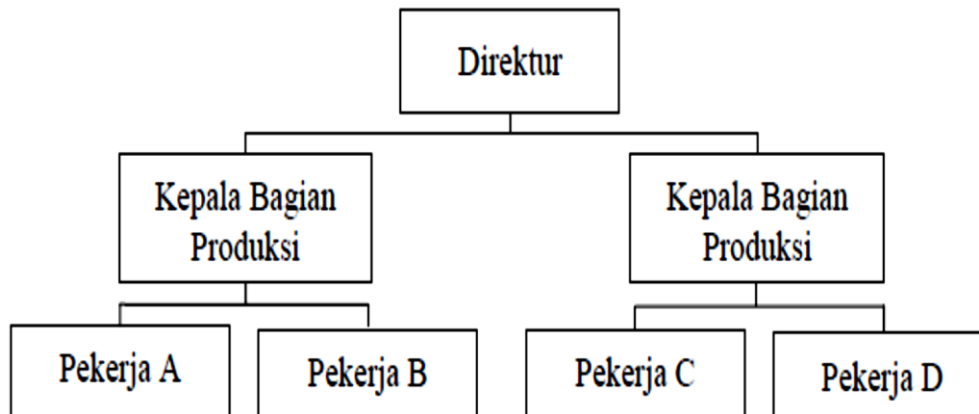 Direktur
Kepala Bagian
Produksi
Kepala Bagian
Produksi
Pekerja A
Pekerja B
Pekerja C
Pekerja D